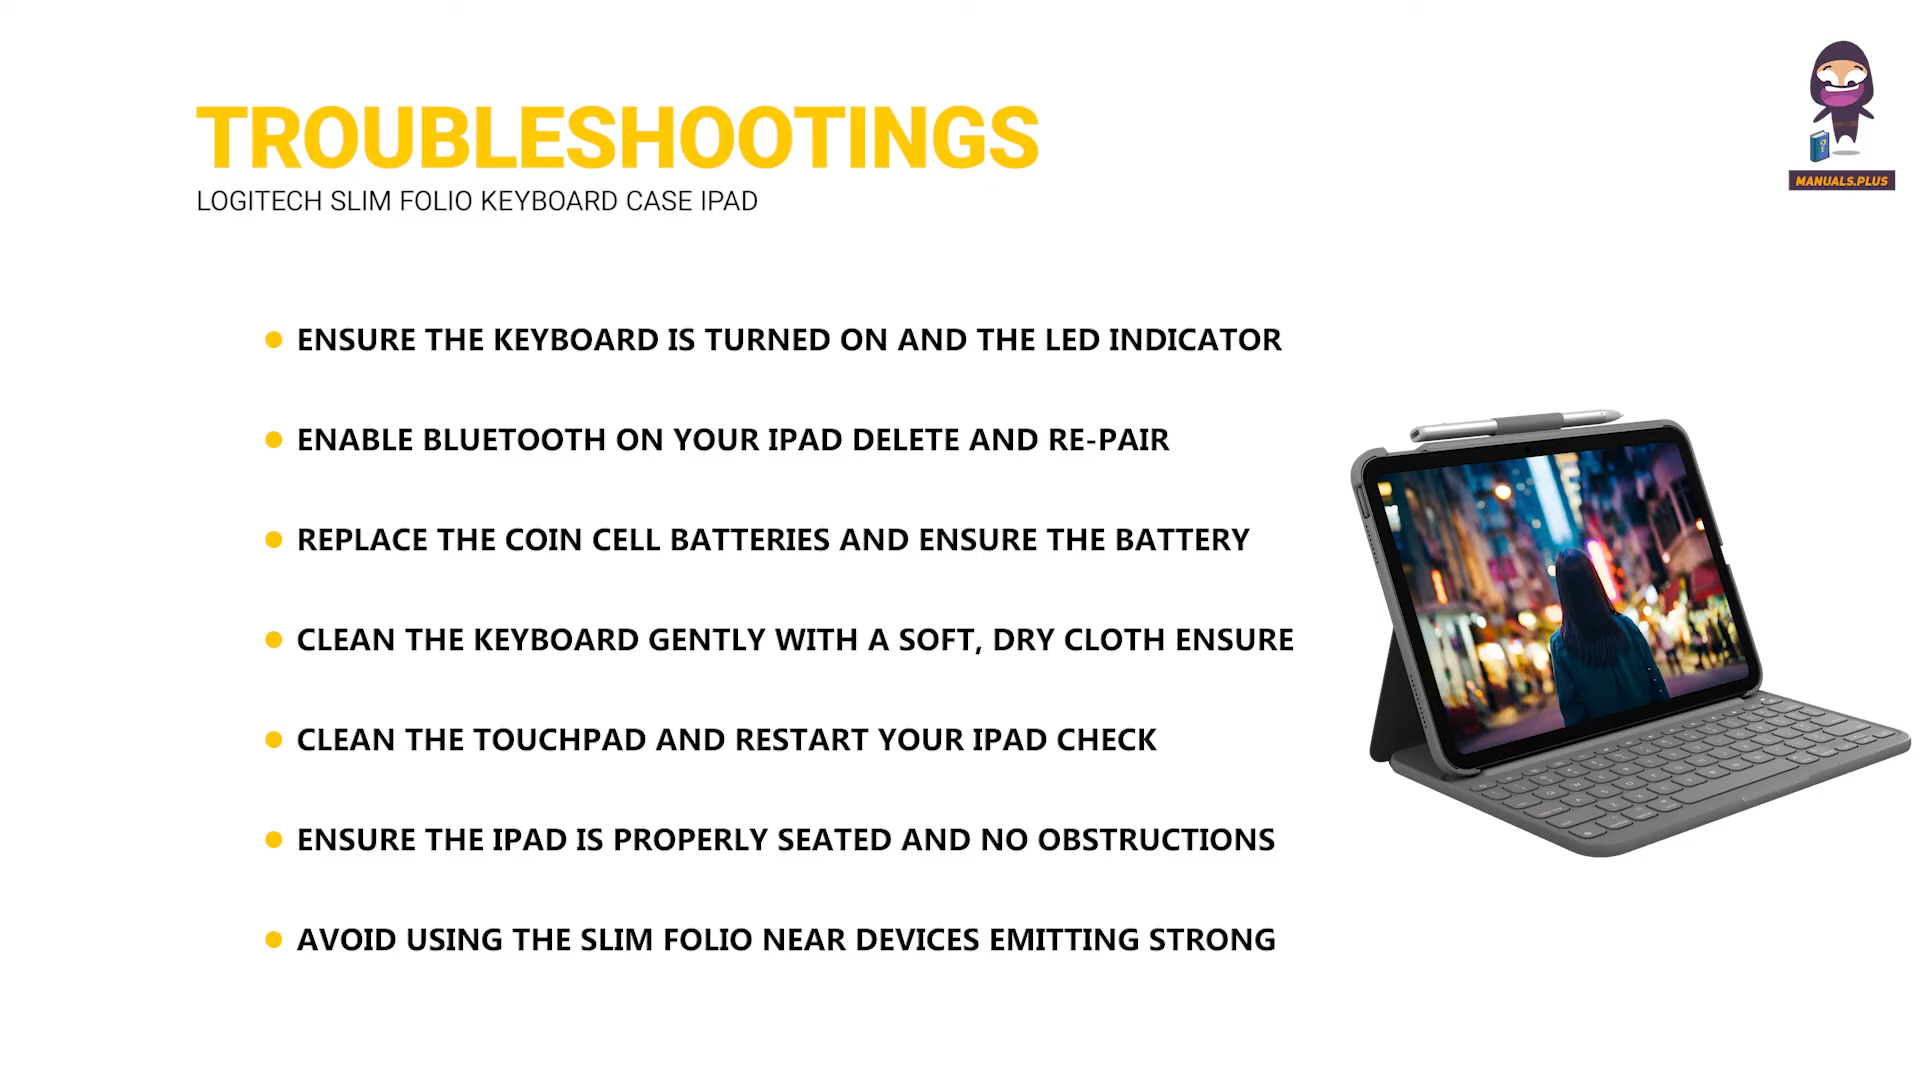 TROUBLESHOOTINGS
LOGITECH SLIM FOLIO KEYBOARD CASE IPAD
MANUALS.PLUS
ENSURE THE KEYBOARD IS TURNED ON AND THE LED INDICATOR
ENABLE BLUETOOTH ON YOUR IPAD DELETE AND RE-PAIR
REPLACE THE COIN CELL BATTERIES AND ENSURE THE BATTERY
CLEAN THE KEYBOARD GENTLY WITH A SOFT, DRY CLOTH ENSURE
CLEAN THE TOUCHPAD AND RESTART YOUR IPAD CHECK
ENSURE THE IPAD IS PROPERLY SEATED AND NO OBSTRUCTIONS
AVOID USING THE SLIM FOLIO NEAR DEVICES EMITTING STRONG